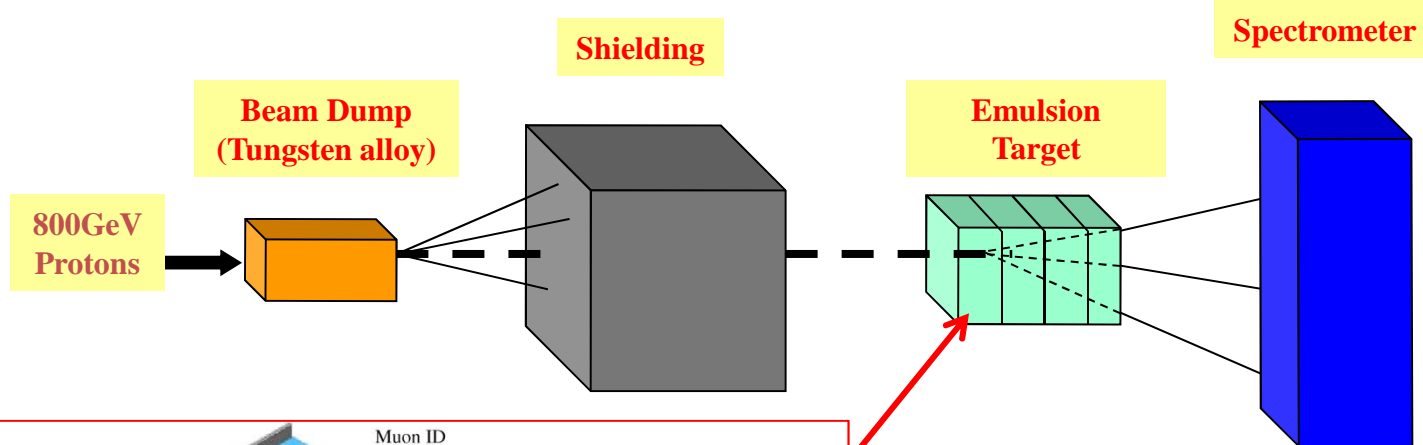 Spectrometer
Shielding
Beam Dump
(Tungsten alloy)
Emulsion
Target
800GeV
Protons
Muon ID